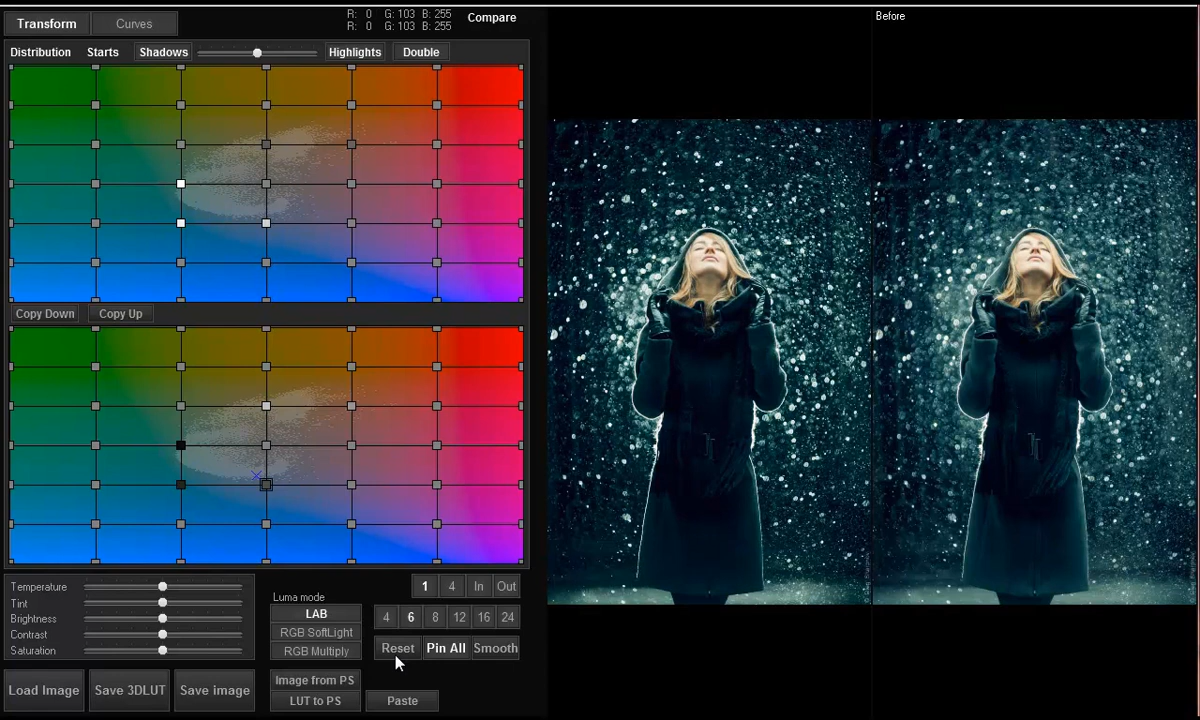 Transform
Curves
R: 0 G: 103 B: 255
R: 0 G: 103 B: 255
Compare
Before
Distribution
Starts
Shadows
Highlights
Double
Copy Down
Copy Up
Temperature
Tint
Brightness
Contrast
Saturation
Luma mode
LAB
RGB SoftLight
RGB Multiply
1
4
In
Out
4
6
8
12
16
24
Reset
Pin All
Smooth
Load Image
Save 3DLUT
Save image
Image from PS
LUT to PS
Paste